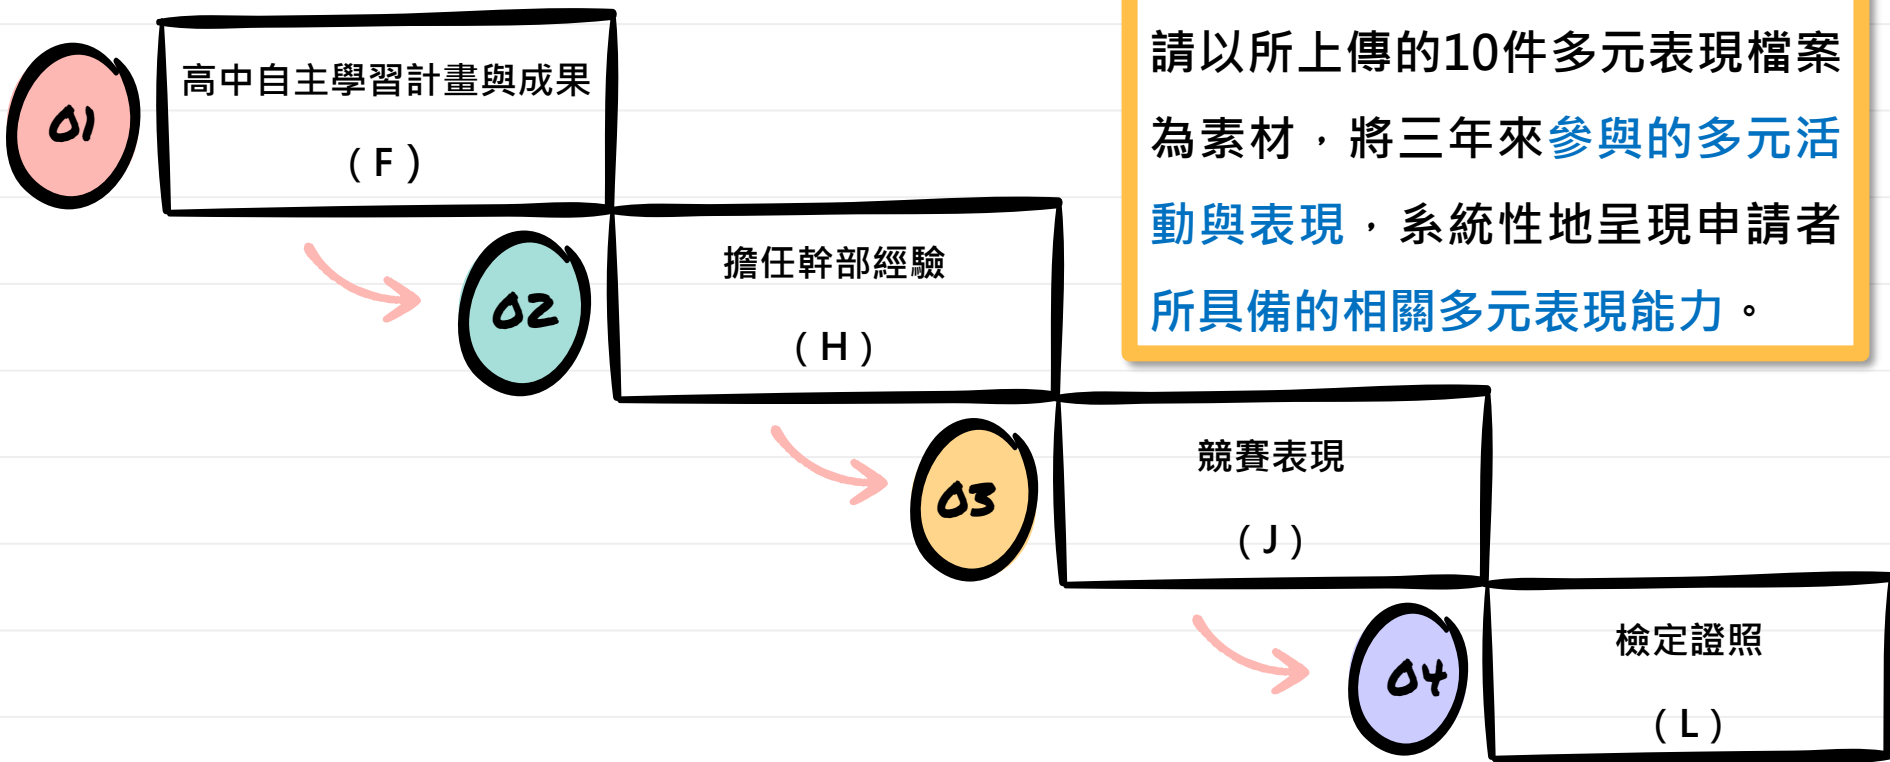 01
高中自主學習計畫與成果
（F）
02
擔任幹部經驗
（H）
03
競賽表現
（J）
04
檢定證照
（L）
請以所上傳的10件多元表現檔案
為素材，將三年來參與的多元活
動與表現，系統性地呈現申請者
所具備的相關多元表現能力。